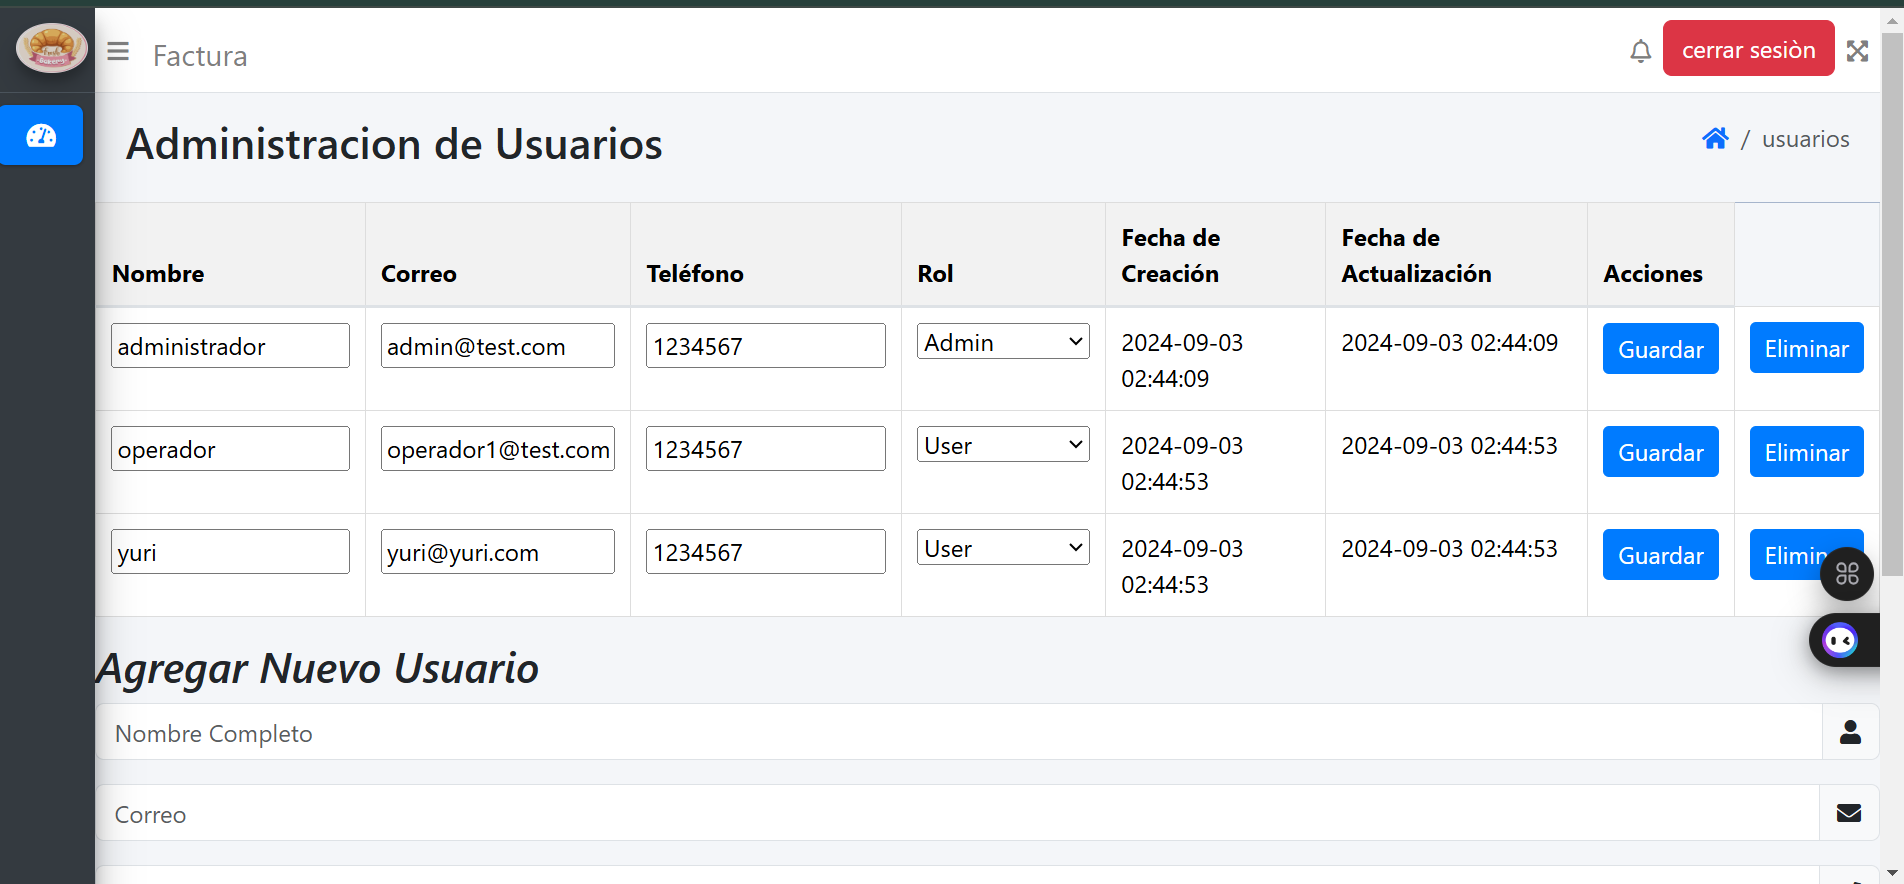 Factura
cerrar sesiòn
Administracion de Usuarios
/ usuarios
Nombre Correo Teléfono Rol Fecha de Creación Fecha de Actualización Acciones
administrador admin@test.com 1234567 Admin 2024-09-03 02:44:09 2024-09-03 02:44:09 Guardar Eliminar
operador operador1@test.com 1234567 User 2024-09-03 02:44:53 2024-09-03 02:44:53 Guardar Eliminar
yuri yuri@yuri.com 1234567 User 2024-09-03 02:44:53 2024-09-03 02:44:53 Guardar Elimin
Agregar Nuevo Usuario
Nombre Completo
Correo